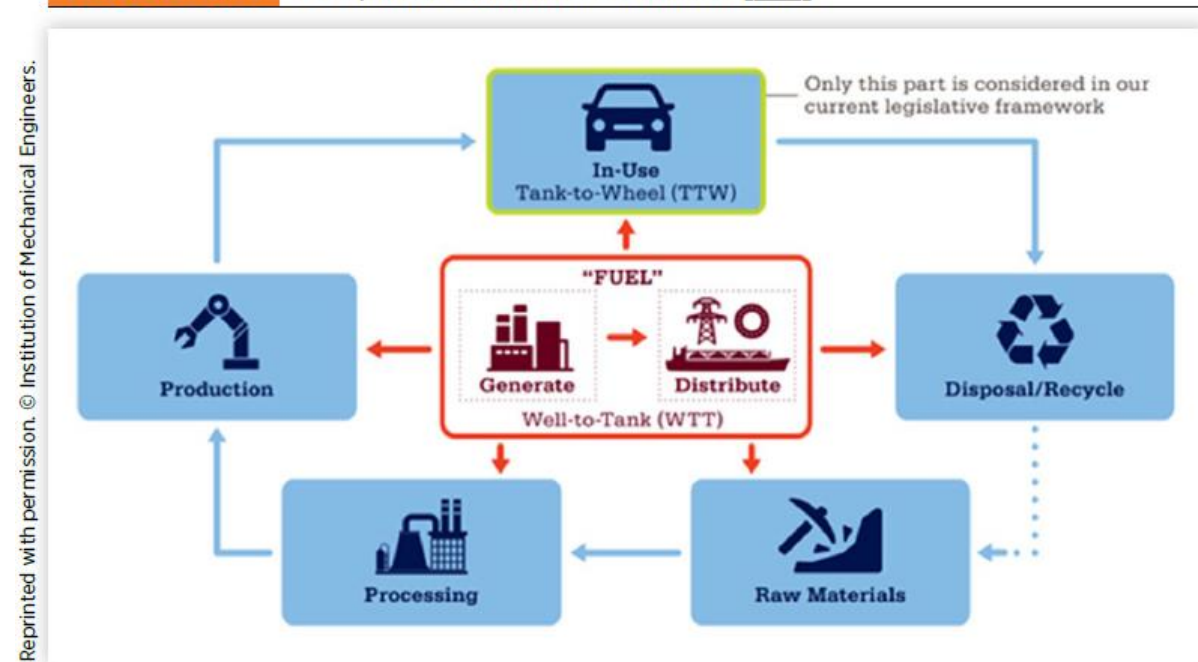 Reprinted with permission. © Institution of Mechanical Engineers.
Only this part is considered in our
current legislative framework
In-Use
Tank-to-Wheel (TTW)
"FUEL"
Generate
Distribute
Well-to-Tank (WTT)
Production
Disposal/Recycle
Processing
Raw Materials